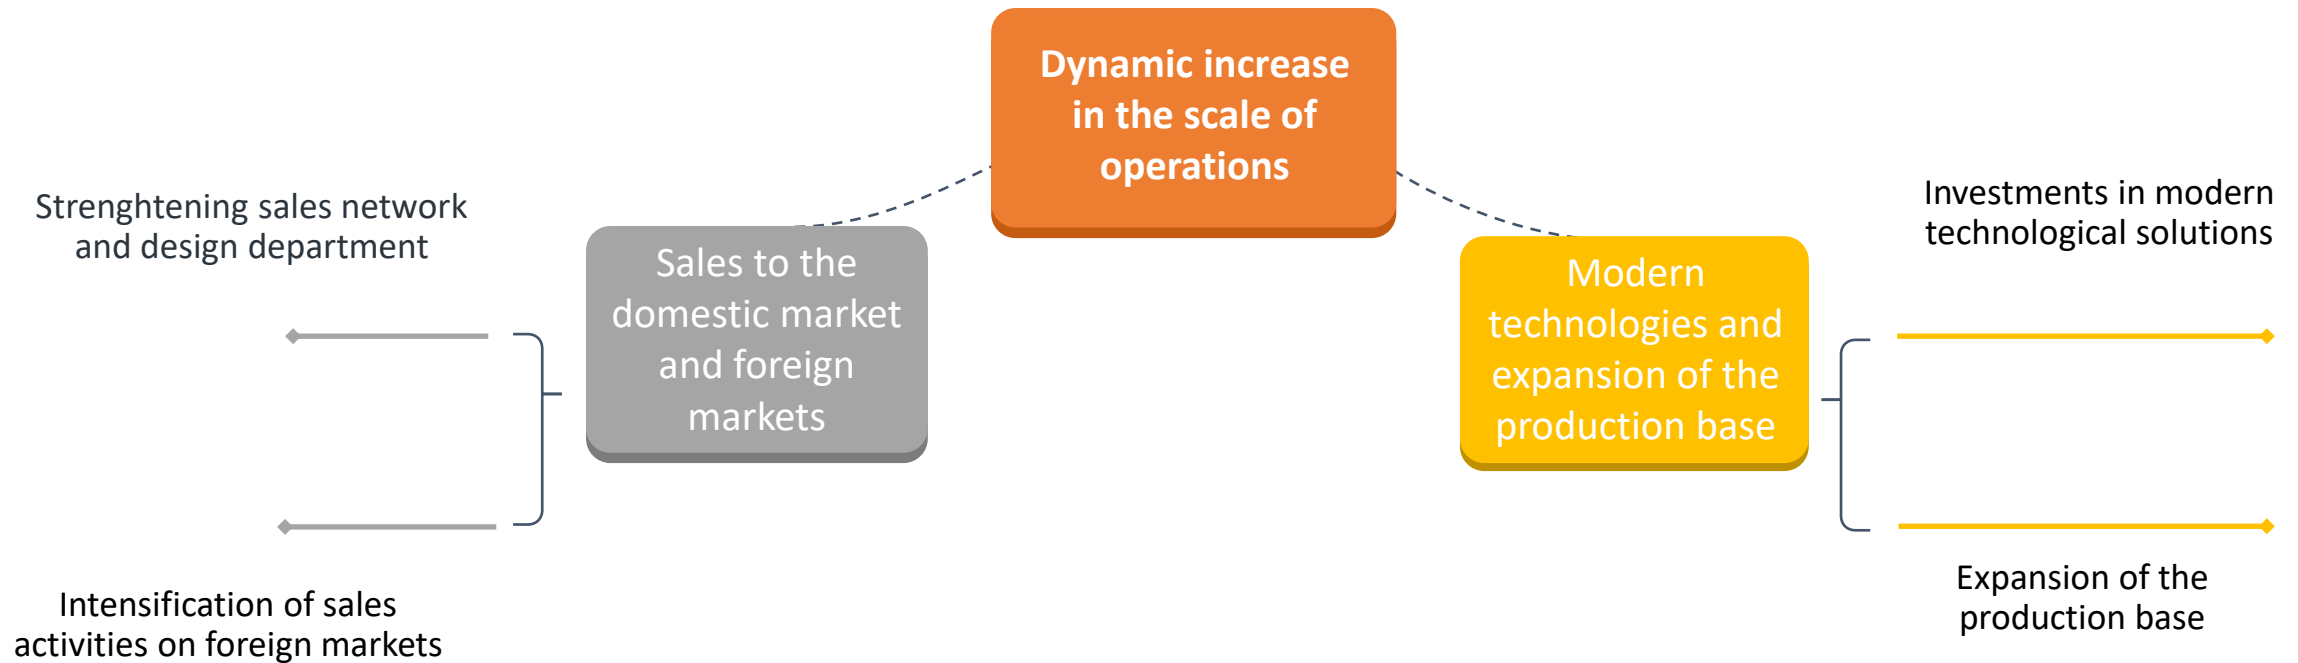 Dynamic increase
in the scale of
operations
Strenghtening sales network
and design department
Sales to the
domestic market
and foreign
markets
Intensification of sales
activities on foreign markets
Modern
technologies and
expansion of the
production base
Investments in modern
technological solutions
Expansion of the
production base